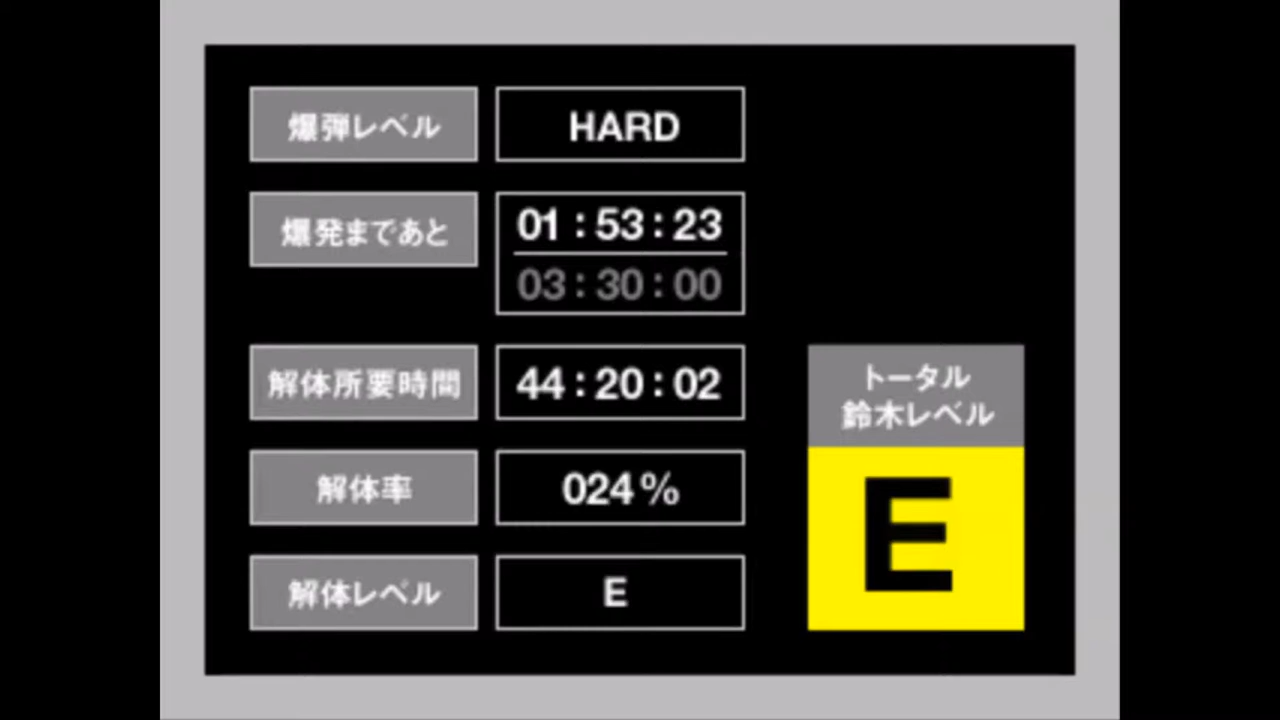 爆弾レベル
HARD
爆発まであと
01:53:23
03:30:00
解体所要時間
44:20:02
解体率
024%
解体レベル
E
トータル
鈴木レベル
E